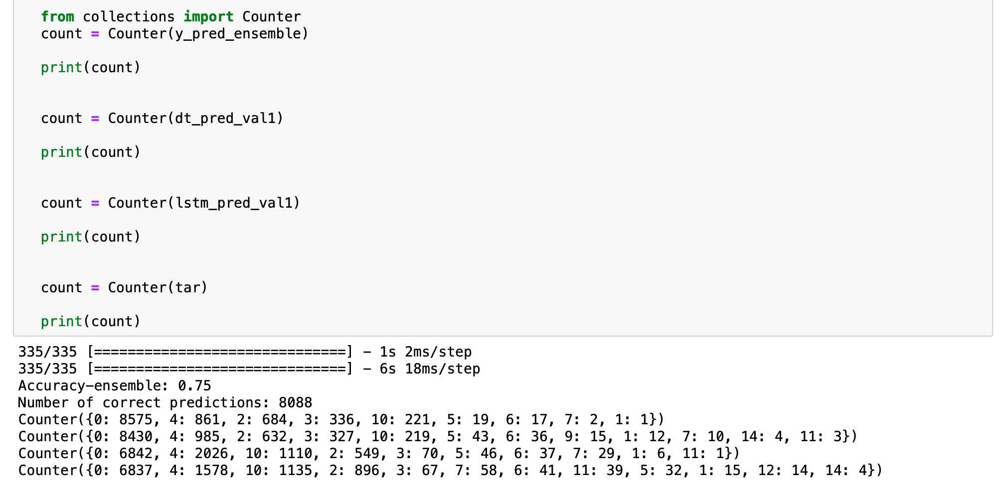 from collections import Counter
count = Counter(y_pred_ensemble)
print(count)
count = Counter(dt_pred_val1)
print(count)
count = Counter(lstm_pred_val1)
print(count)
count = Counter(tar)
print(count)
335/335 [==============================] - 1s 2ms/step
335/335 [==============================] - 6s 18ms/step
Accuracy-ensemble: 0.75
Number of correct predictions: 8088
Counter({0: 8575, 4: 861, 2: 684, 3: 336, 10: 221, 5: 19, 6: 17, 7: 2, 1: 1})
Counter({0: 8430, 4: 985, 2: 632, 3: 327, 10: 219, 5: 43, 6: 36, 9: 15, 1: 12, 7: 10, 14: 4, 11: 3})
Counter({0: 6842, 4: 2026, 10: 1110, 2: 549, 3: 70, 5: 46, 6: 37, 7: 29, 1: 6, 11: 1})
Counter({0: 6837, 4: 1578, 10: 1135, 2: 896, 3: 67, 7: 58, 6: 41, 11: 39, 5: 32, 1: 15, 12: 14, 14: 4})